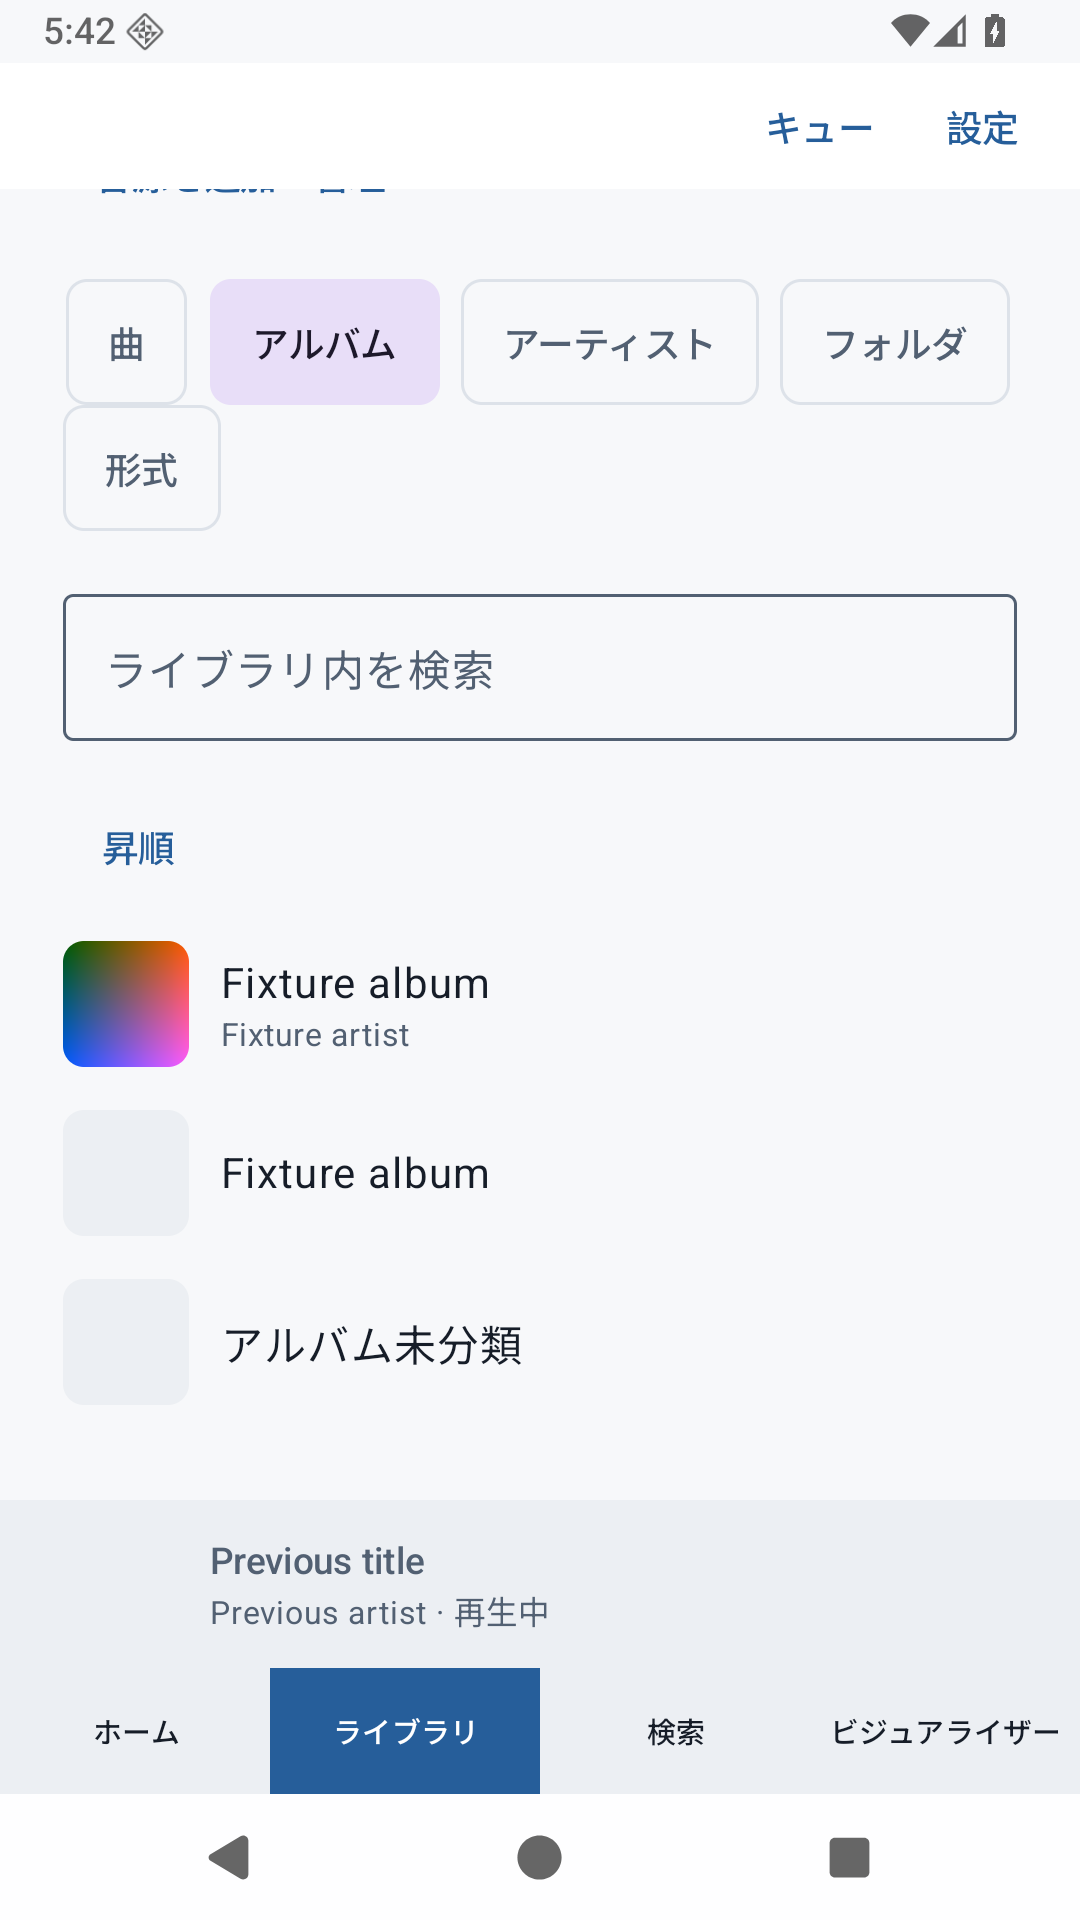 5:42
キュー 設定
曲 アルバム アーティスト フォルダ
形式
ライブラリ内を検索
昇順
Fixture album
Fixture artist
Fixture album
アルバム未分類
Previous title
Previous artist · 再生中
ホーム ライブラリ 検索 ビジュアライザー